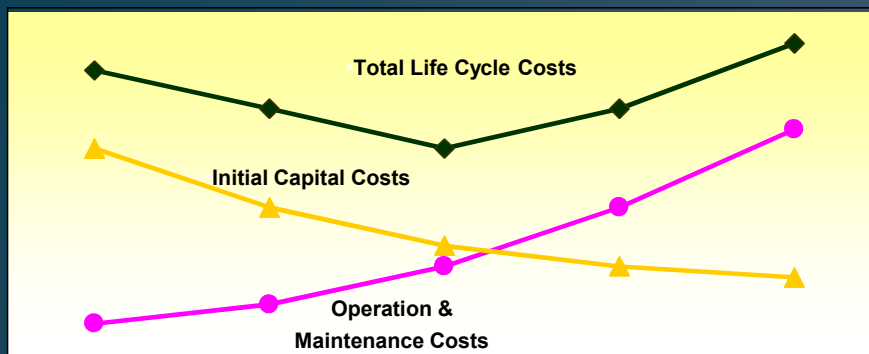 Total Life Cycle Costs
Initial Capital Costs
Operation &
Maintenance Costs